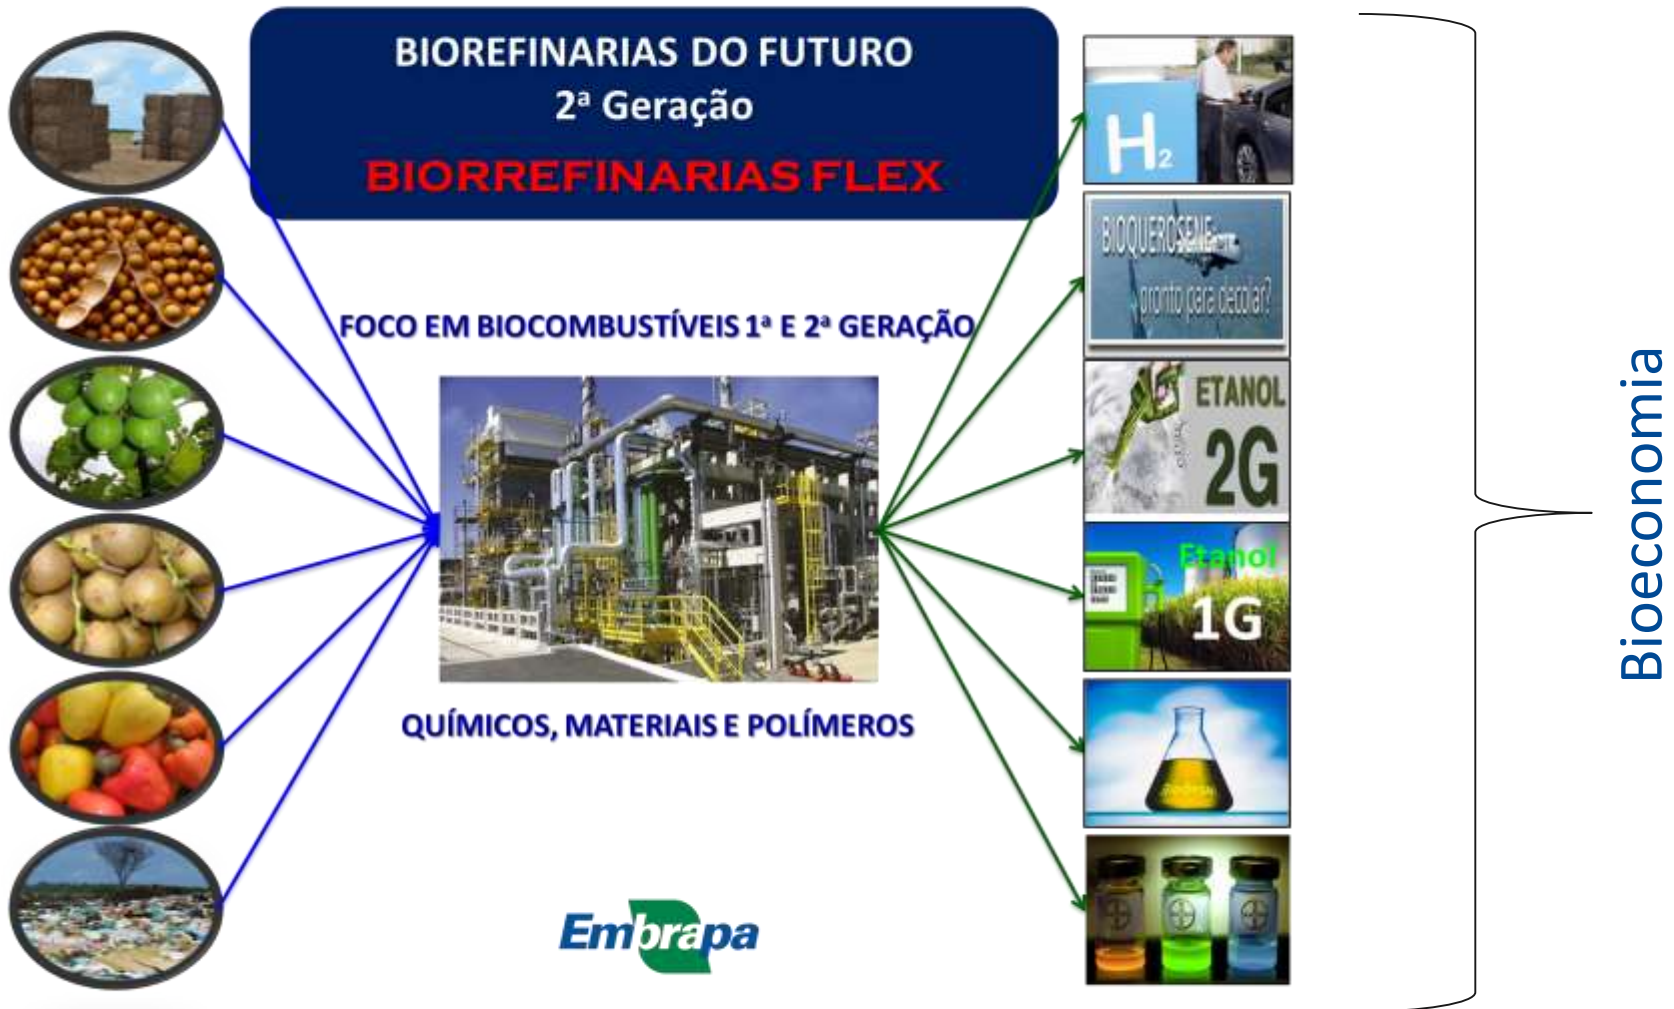 BIOREFINARIAS DO FUTURO
2ª Geração
BIORREFINARIAS FLEX
FOCO EM BIOCOMBUSTÍVEIS 1ª E 2ª GERAÇÃO
QUÍMICOS, MATERIAIS E POLÍMEROS
Embrapa
H2
BIOQUEROSENE
pronto para decolar?
ETANOL
2G
Etanol
1G
Bioeconomia